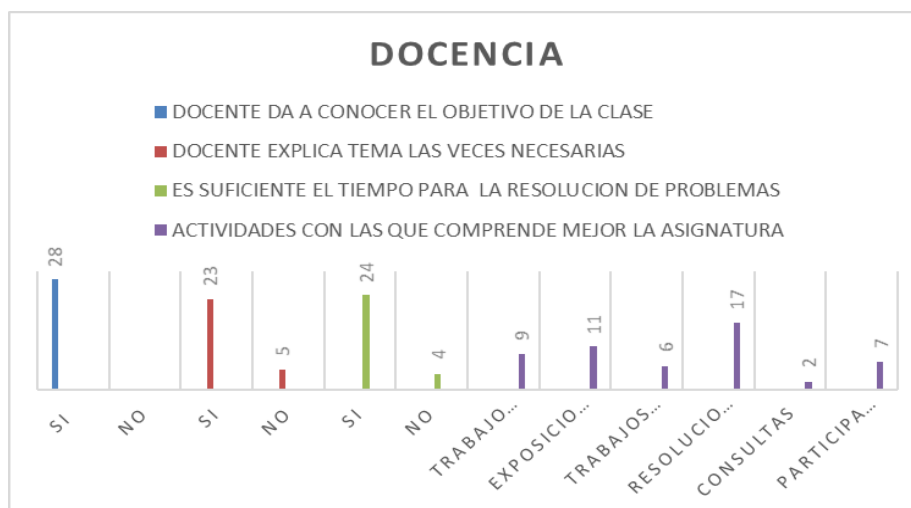 DOCENCIA
DOCENTE DA A CONOCER EL OBJETIVO DE LA CLASE
DOCENTE EXPLICA TEMA LAS VECES NECESARIAS
ES SUFICIENTE EL TIEMPO PARA LA RESOLUCION DE PROBLEMAS
ACTIVIDADES CON LAS QUE COMPRENDE MEJOR LA ASIGNATURA
28
23
5
24
4
9
11
6
17
2
7
SI
NO
SI
NO
SI
NO
TRABAJO...
EXPOSICIO...
TRABAJOS...
RESOLUCIO...
CONSULTAS
PARTICIPA...